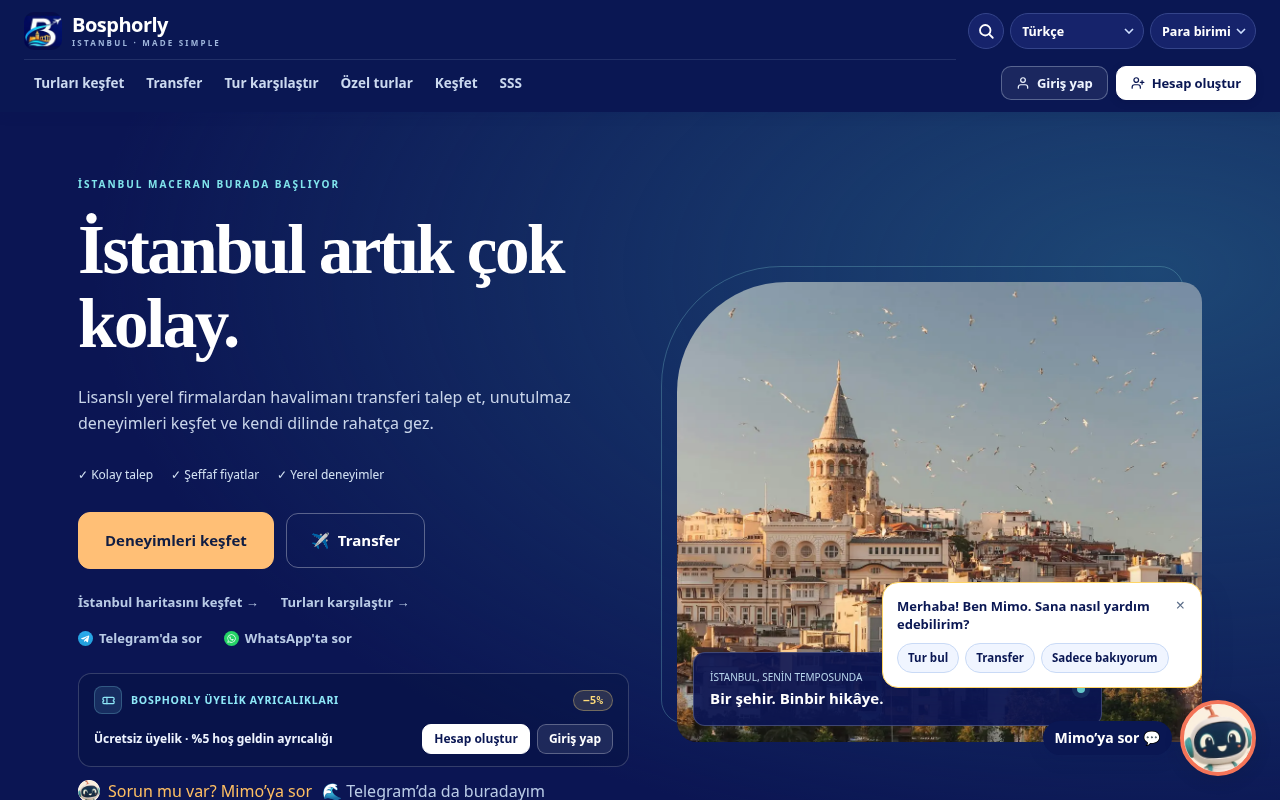 Bosphorly
ISTANBUL · MADE SIMPLE
Türkçe
Para birimi
Turları keşfet
Transfer
Tur karşılaştır
Özel turlar
Keşfet
SSS
Giriş yap
Hesap oluştur
İSTANBUL MACERAN BURADA BAŞLIYOR
İstanbul artık çok
kolay.
Lisanslı yerel firmalardan havalimanı transferi talep et, unutulmaz
deneyimleri keşfet ve kendi dilinde rahatça gez.
✓ Kolay talep
✓ Şeffaf fiyatlar
✓ Yerel deneyimler
Deneyimleri keşfet
✈️ Transfer
İstanbul haritasını keşfet →
Turları karşılaştır →
Telegram'da sor
WhatsApp'ta sor
BOSPHORLY ÜYELİK AYRICALIKLARI
−5%
Ücretsiz üyelik · %5 hoş geldin ayrıcalığı
Hesap oluştur
Giriş yap
Sorun mu var? Mimo’ya sor
🌊 Telegram’da da buradayım
Merhaba! Ben Mimo. Sana nasıl yardım
edebilirim?
×
Tur bul
Transfer
Sadece bakıyorum
İSTANBUL, SENİN TEMPOSUNDA
Bir şehir. Binbir hikâye.
Mimo’ya sor 💬